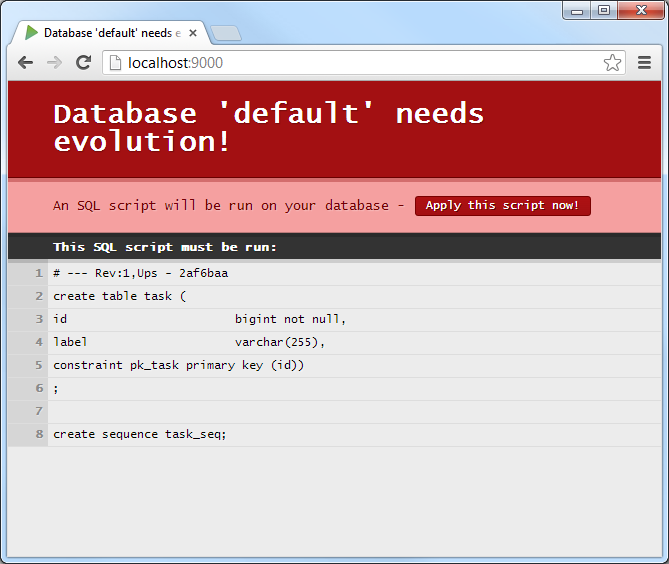 Database 'default' needs e
localhost:9000
Database 'default' needs
evolution!
An SQL script will be run on your database - Apply this script now!
This SQL script must be run:
1 # --- Rev:1,Ups - 2af6baa
2 create table task (
3 id bigint not null,
4 label varchar(255),
5 constraint pk_task primary key (id))
6 ;
7
8 create sequence task_seq;